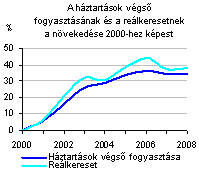 A háztartások végső
fogyasztásának és a reálkeresetnek
a növekedése 2000-hez képest
%
50
40
30
20
10
0
2000 2002 2004 2006 2008
Háztartások végső fogyasztása
Reálkereset